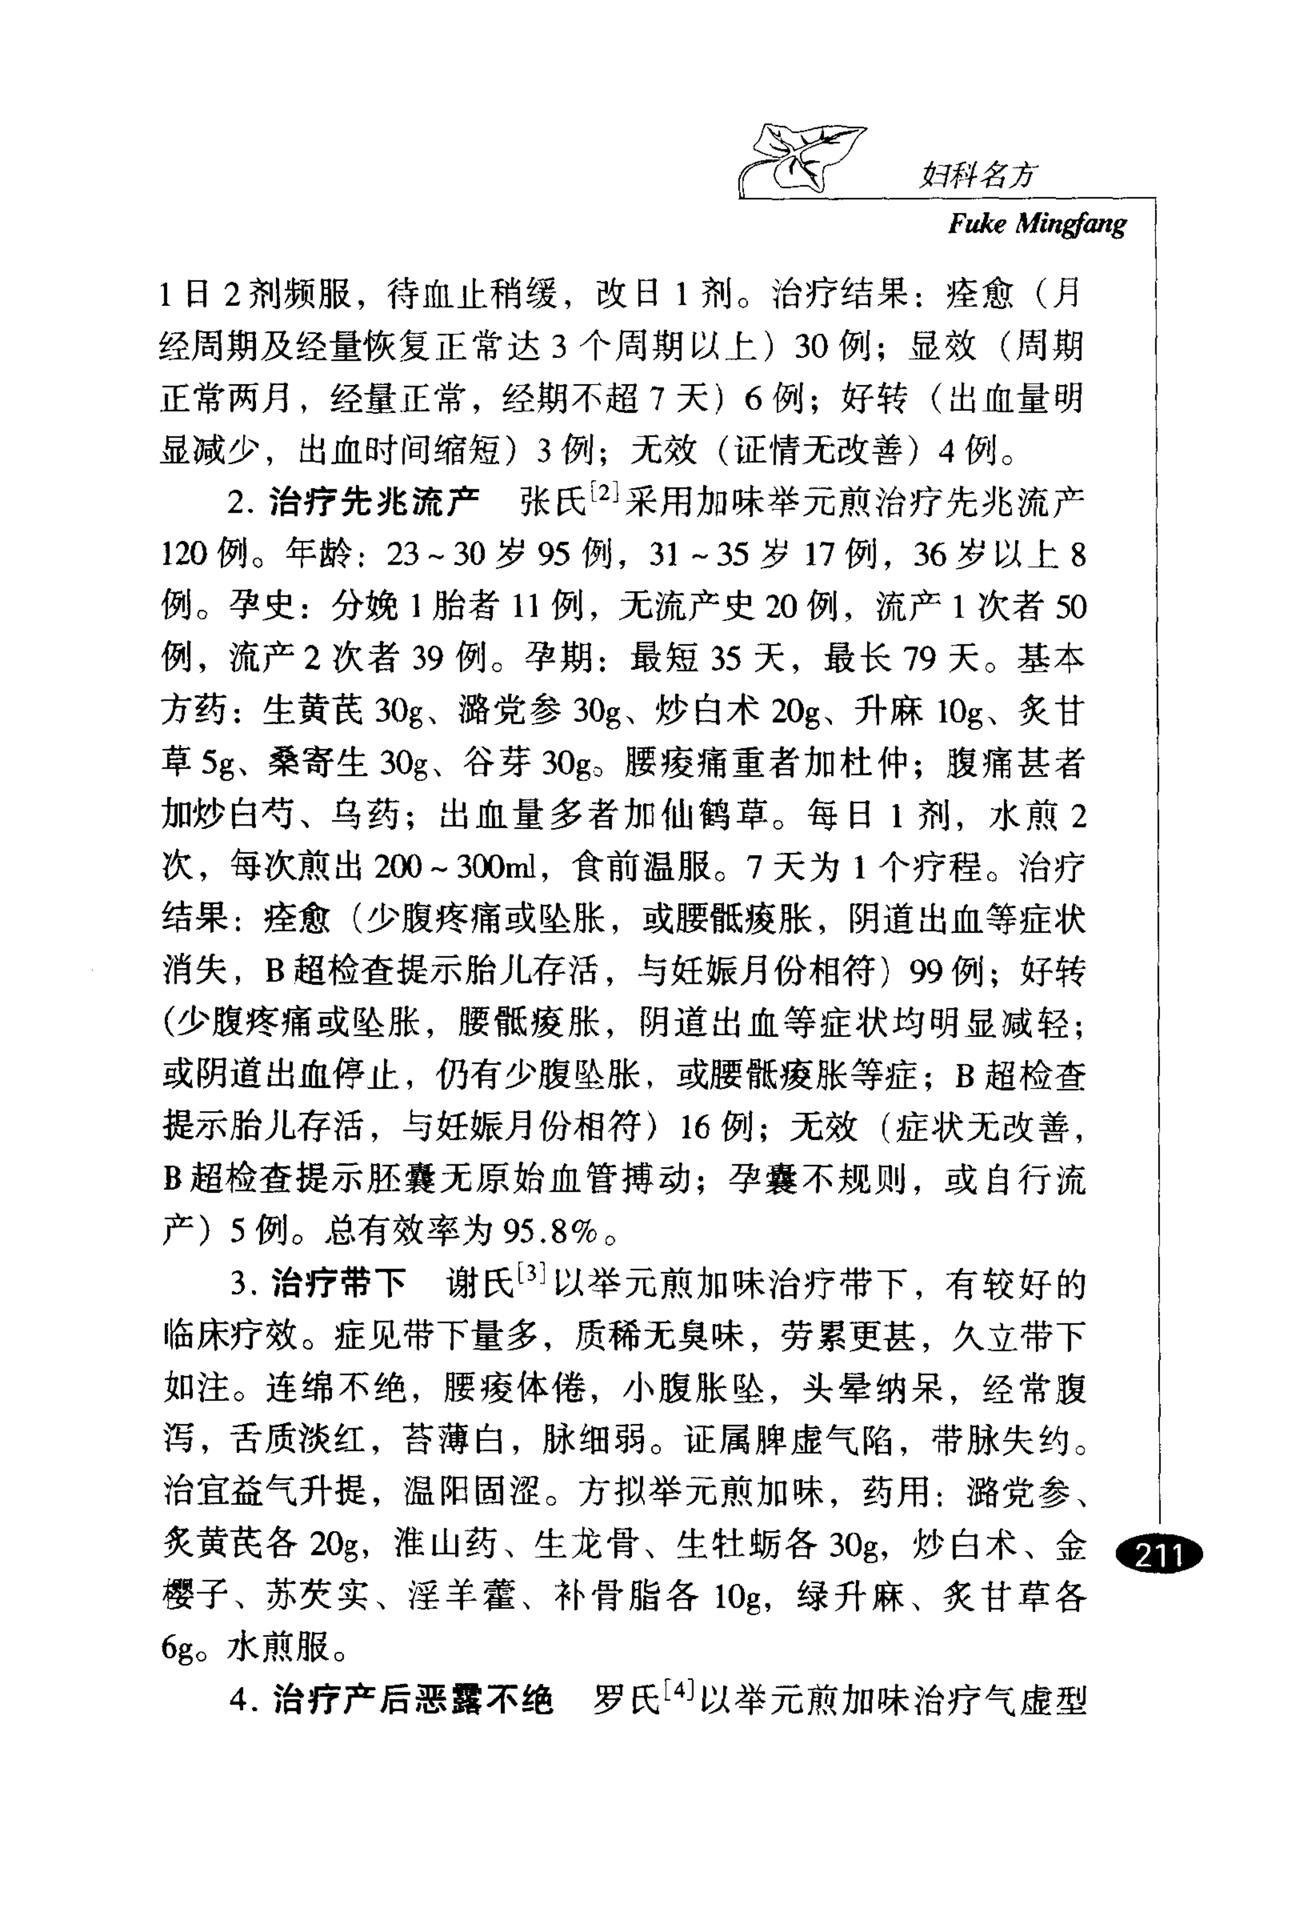 妇科名方
Fuke Mingfang
1日2剂频服，待血止稍缓，改日1剂。治疗结果：痊愈（月
经周期及经量恢复正常达3个周期以上）30例；显效（周期
正常两月，经量正常，经期不超7天）6例；好转（出血量明
显减少，出血时间缩短）3例；无效（证情无改善）4例。
2. 治疗先兆流产　张氏[2]采用加味举元煎治疗先兆流产
120例。年龄：23～30岁95例，31～35岁17例，36岁以上8
例。孕史：分娩1胎者11例，无流产史20例，流产1次者50
例，流产2次者39例。孕期：最短35天，最长79天。基本
方药：生黄芪30g、潞党参30g、炒白术20g、升麻10g、炙甘
草5g、桑寄生30g、谷芽30g。腰痠痛重者加杜仲；腹痛甚者
加炒白芍、乌药；出血量多者加仙鹤草。每日1剂，水煎2
次，每次煎出200～300ml，食前温服。7天为1个疗程。治疗
结果：痊愈（少腹疼痛或坠胀，或腰骶痠胀，阴道出血等症状
消失，B超检查提示胎儿存活，与妊娠月份相符）99例；好转
（少腹疼痛或坠胀，腰骶痠胀，阴道出血等症状均明显减轻；
或阴道出血停止，仍有少腹坠胀，或腰骶痠胀等症；B超检查
提示胎儿存活，与妊娠月份相符）16例；无效（症状无改善，
B超检查提示胚囊无原始血管搏动；孕囊不规则，或自行流
产）5例。总有效率为95.8%。
3. 治疗带下　谢氏[3]以举元煎加味治疗带下，有较好的
临床疗效。症见带下量多，质稀无臭味，劳累更甚，久立带下
如注。连绵不绝，腰痠体倦，小腹胀坠，头晕纳呆，经常腹
泻，舌质淡红，苔薄白，脉细弱。证属脾虚气陷，带脉失约。
治宜益气升提，温阳固涩。方拟举元煎加味，药用：潞党参、
炙黄芪各20g，淮山药、生龙骨、生牡蛎各30g，炒白术、金
樱子、苏芡实、淫羊藿、补骨脂各10g，绿升麻、炙甘草各
6g。水煎服。
4. 治疗产后恶露不绝　罗氏[4]以举元煎加味治疗气虚型
211